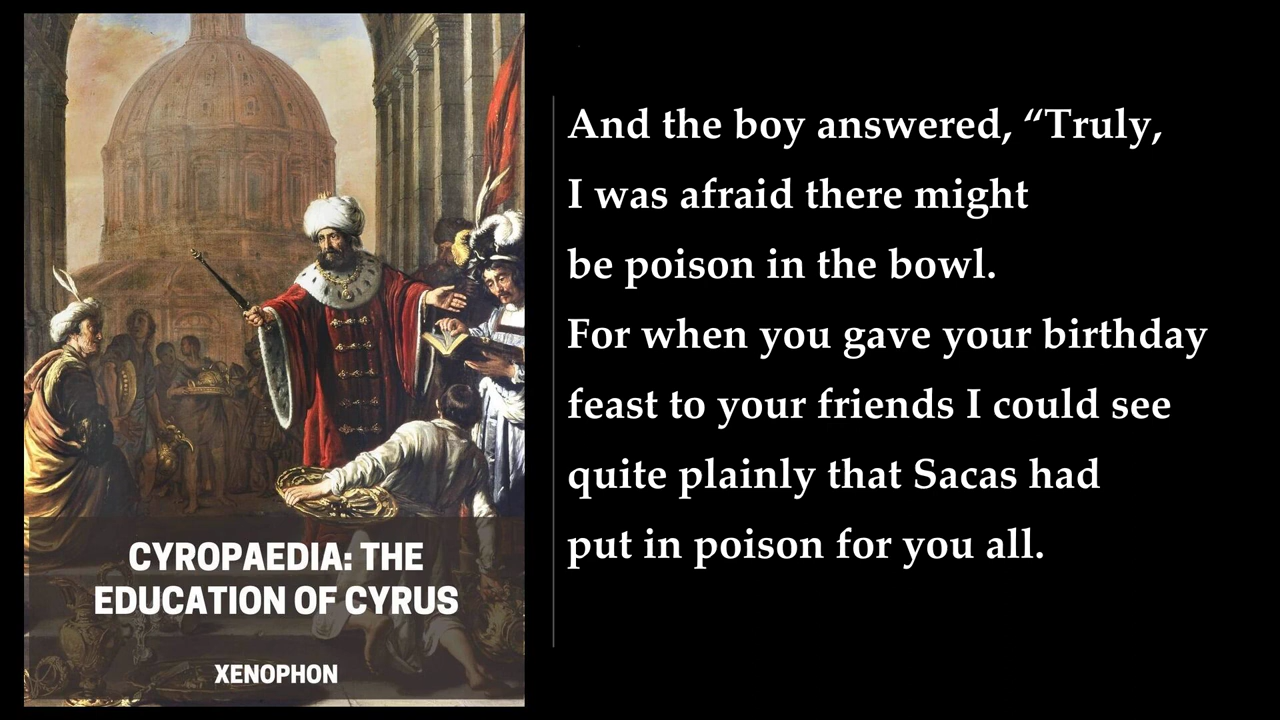 CYROPAEDIA: THE
EDUCATION OF CYRUS
XENOPHON
And the boy answered, “Truly,
I was afraid there might
be poison in the bowl.
For when you gave your birthday
feast to your friends I could see
quite plainly that Sacas had
put in poison for you all.